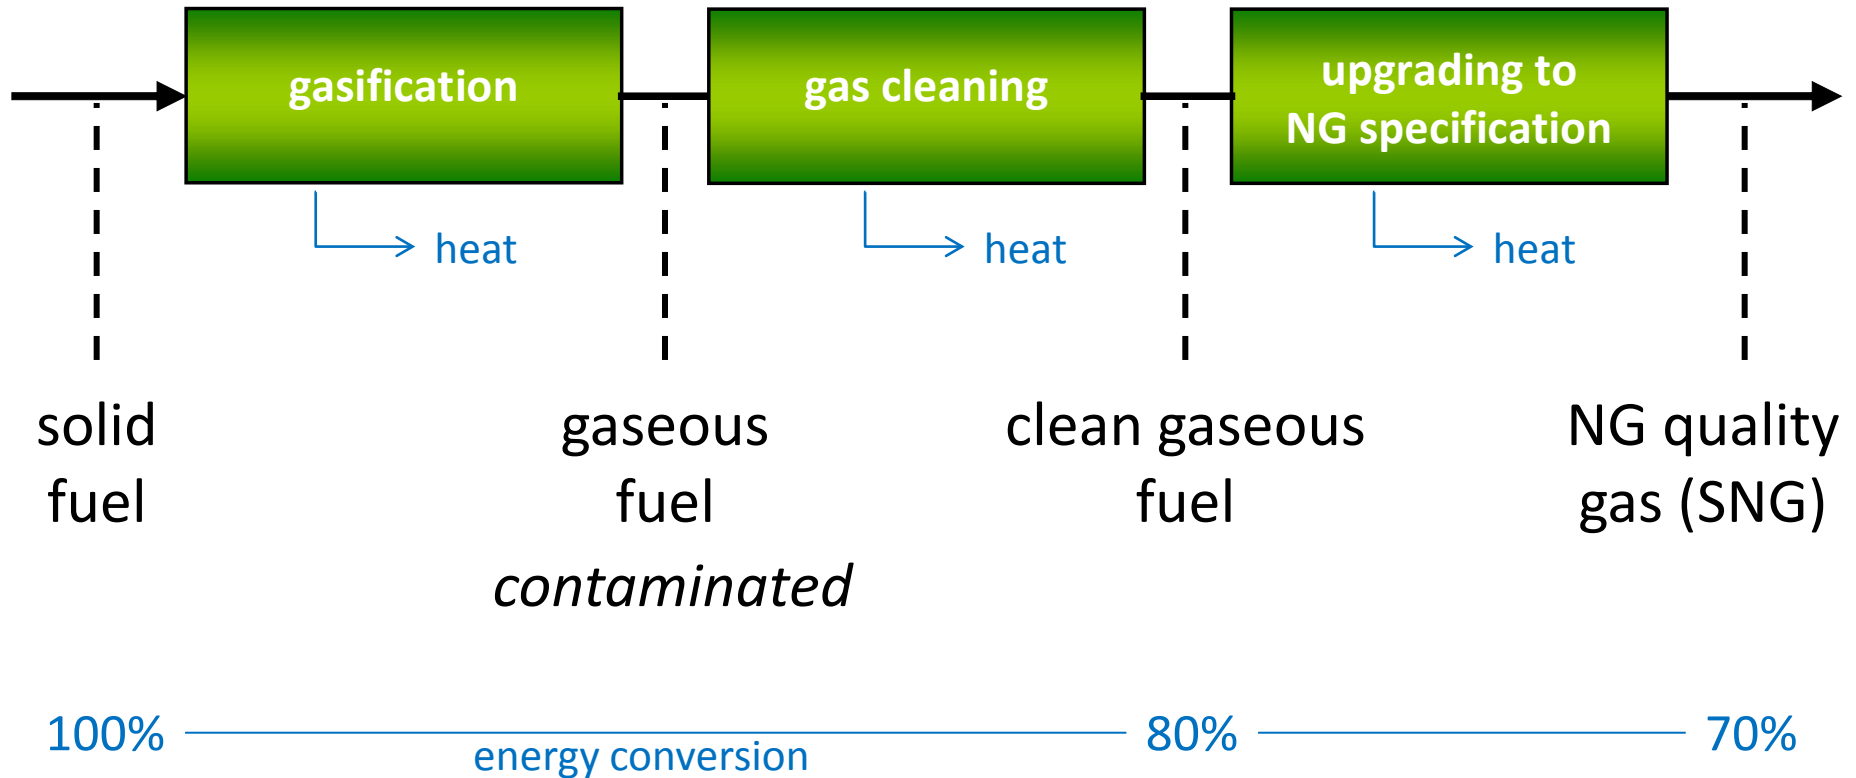 gasification
gas cleaning
upgrading to
NG specification
heat
heat
heat
solid
fuel
gaseous
fuel
contaminated
clean gaseous
fuel
NG quality
gas (SNG)
100%
energy conversion
80%
70%